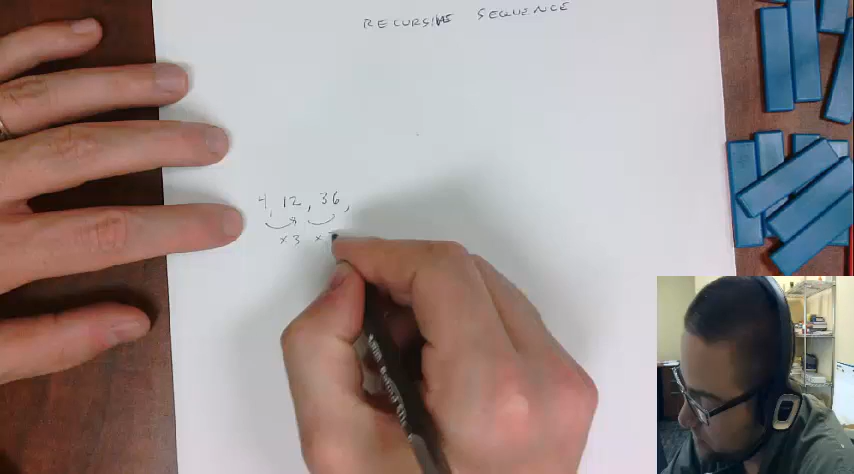 RECURSIVE SEQUENCE
4, 12, 36,
×3 ×